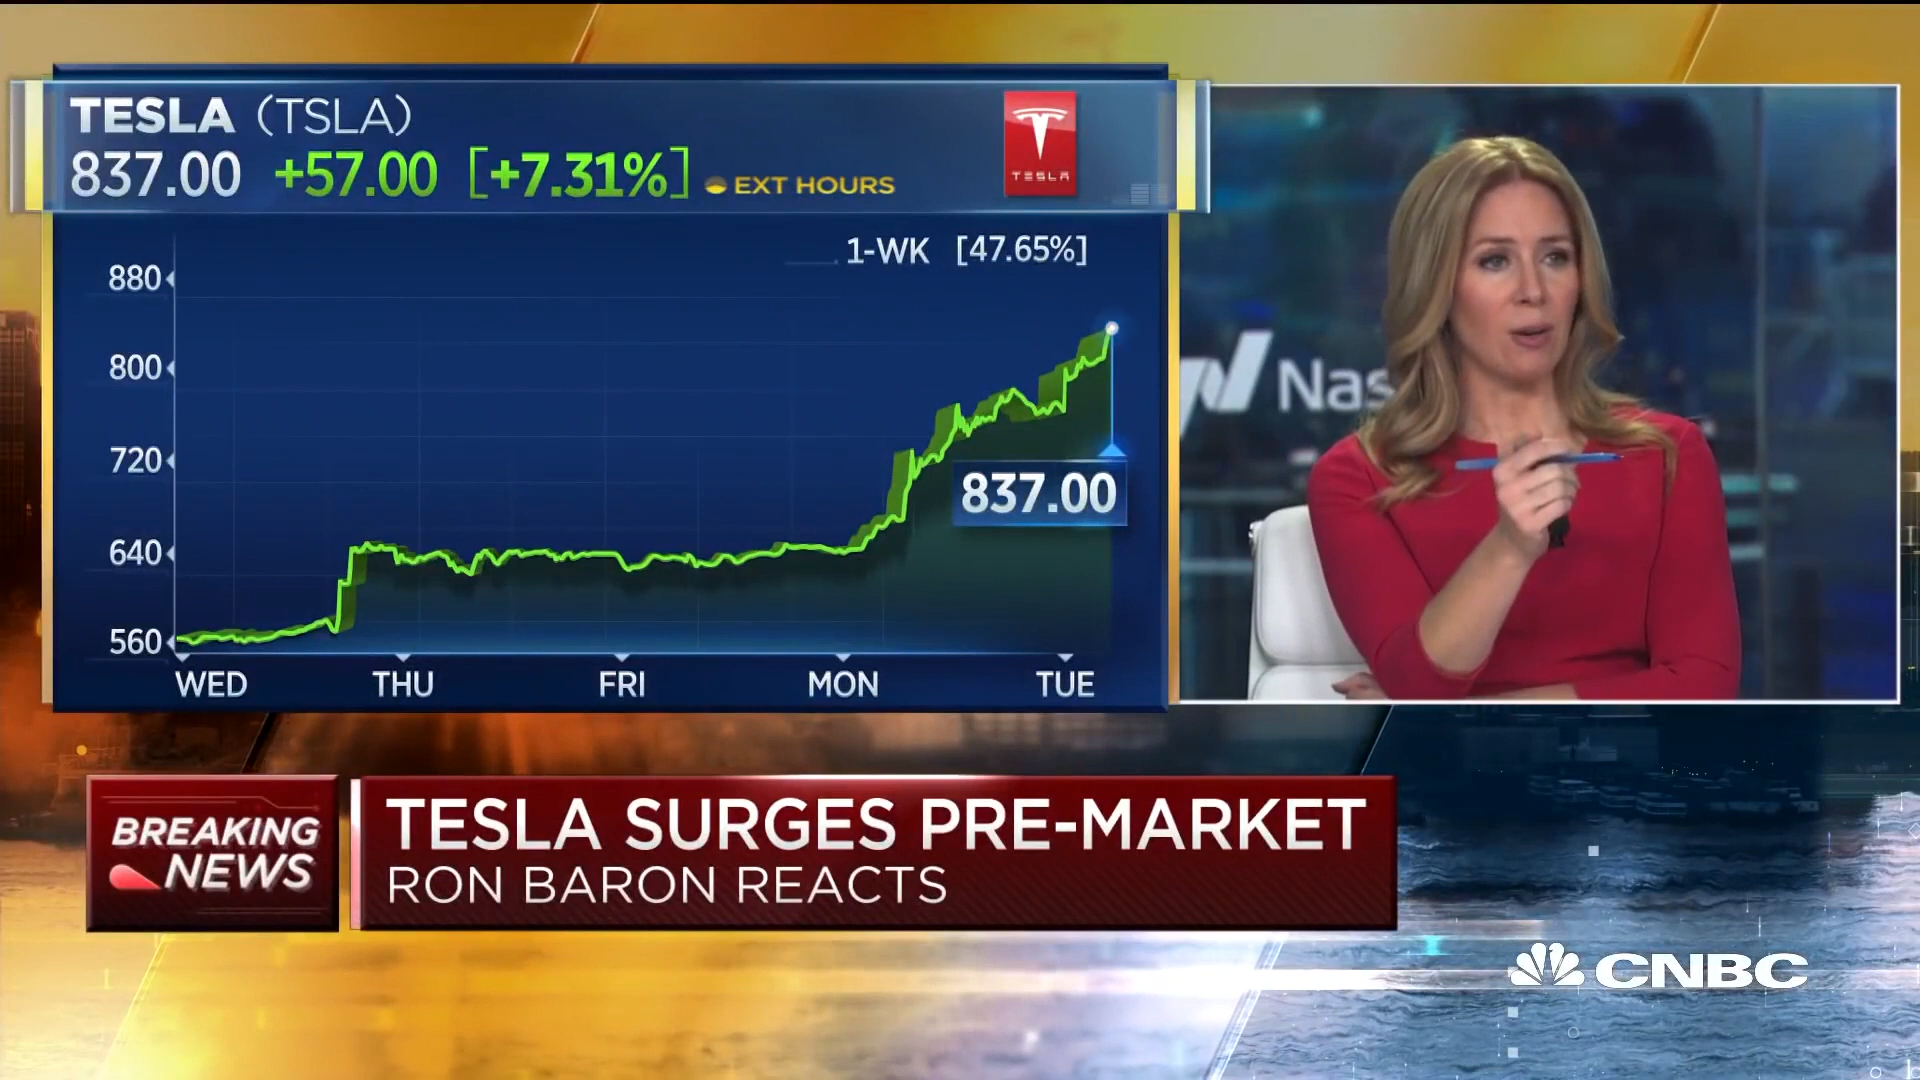 TESLA (TSLA)
837.00 +57.00 [+7.31%] EXT HOURS
TESLA
1-WK [47.65%]
880
800
720
640
560
837.00
WED THU FRI MON TUE
Nas
BREAKING
NEWS
TESLA SURGES PRE-MARKET
RON BARON REACTS
CNBC